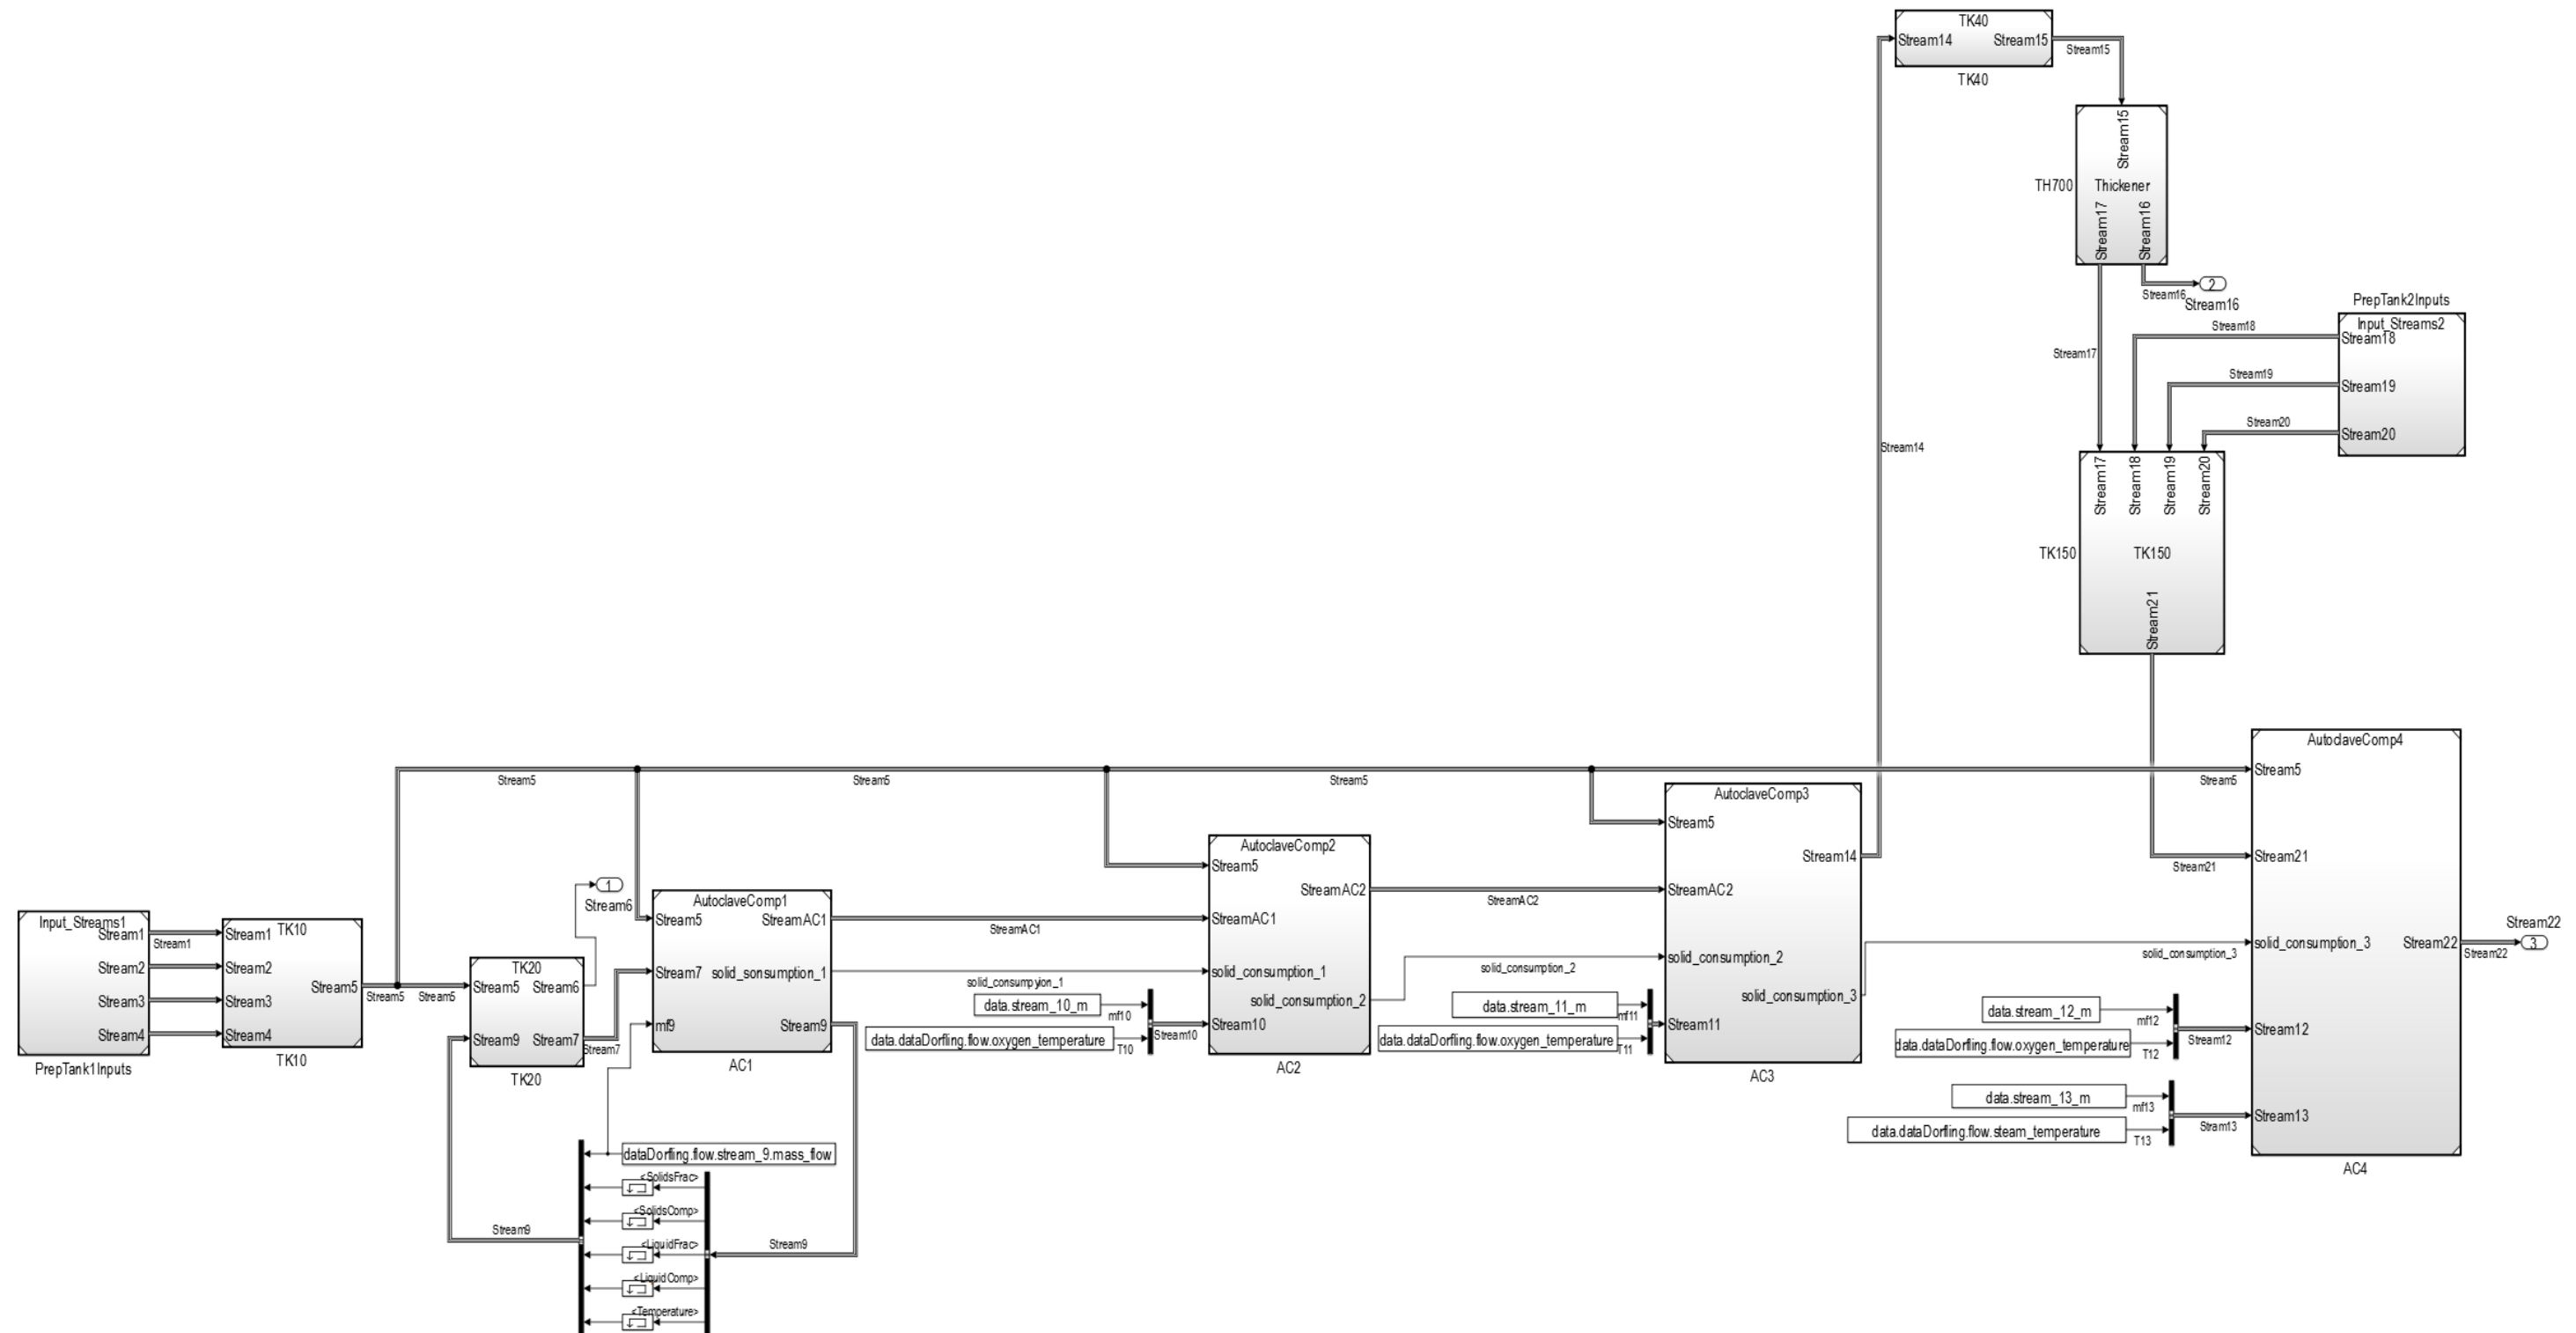 TK40
Stream14
Stream15
Stream15
TK40
Stream15
TH700
Thickener
Stream17
Stream16
Stream16
2
Stream16
PrepTank2Inputs
Input_Streams2
Stream18
Stream18
Stream17
Stream19
Stream19
Stream20
Stream20
Stream14
Stream17
Stream18
Stream19
Stream20
TK150
TK150
Stream21
AutoclaveComp4
Stream5
Stream5
Stream5
Stream5
Stream5
AutoclaveComp3
Stream5
AutoclaveComp2
Stream14
Stream21
Stream21
Stream5
1
Stream6
AutoclaveComp1
StreamAC2
StreamAC2
StreamAC2
Input_Streams1
Stream1
Stream1
Stream1
TK10
Stream5
StreamAC1
StreamAC1
StreamAC1
Stream22
3
Stream2
Stream2
TK20
Stream7
solid_sonsumption_1
solid_consumpyion_1
solid_consumption_1
solid_consumption_2
solid_consumption_2
solid_consumption_3
solid_consumption_3
Stream22
Stream22
Stream5
Stream5
Stream5
Stream5
Stream6
Stream3
Stream3
solid_consumption_2
solid_consumption_3
data.stream_10_m
mf10
data.stream_11_m
mf11
data.stream_12_m
mf12
Stream4
Stream4
Stream9
Stream7
Stream7
mf9
Stream9
data.dataDorfling.flow.oxygen_temperature
T10
Stream10
Stream10
data.dataDorfling.flow.oxygen_temperature
T11
Stream11
data.dataDorfling.flow.oxygen_temperature
T12
Stream12
Stream12
PrepTank1Inputs
TK10
TK20
AC1
AC2
AC3
data.stream_13_m
mf13
data.dataDorfling.flow.steam_temperature
T13
Stram13
Stream13
AC4
dataDorfling.flow.stream_9.mass_flow
<SolidsFrac>
<SolidsComp>
Stream9
<LiquidFrac>
Stream9
<LiquidComp>
<Temperature>